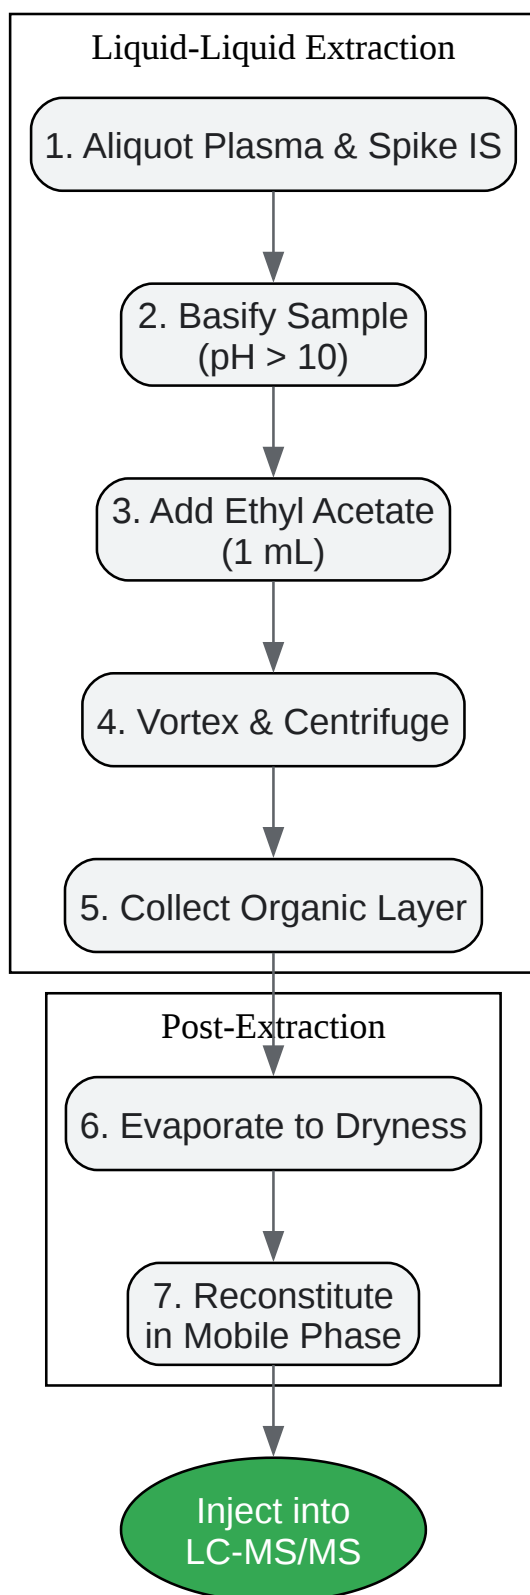 Liquid-Liquid Extraction
1. Aliquot Plasma & Spike IS
2. Basify Sample
(pH > 10)
3. Add Ethyl Acetate
(1 mL)
4. Vortex & Centrifuge
5. Collect Organic Layer
Post-Extraction
6. Evaporate to Dryness
7. Reconstitute
in Mobile Phase
Inject into
LC-MS/MS